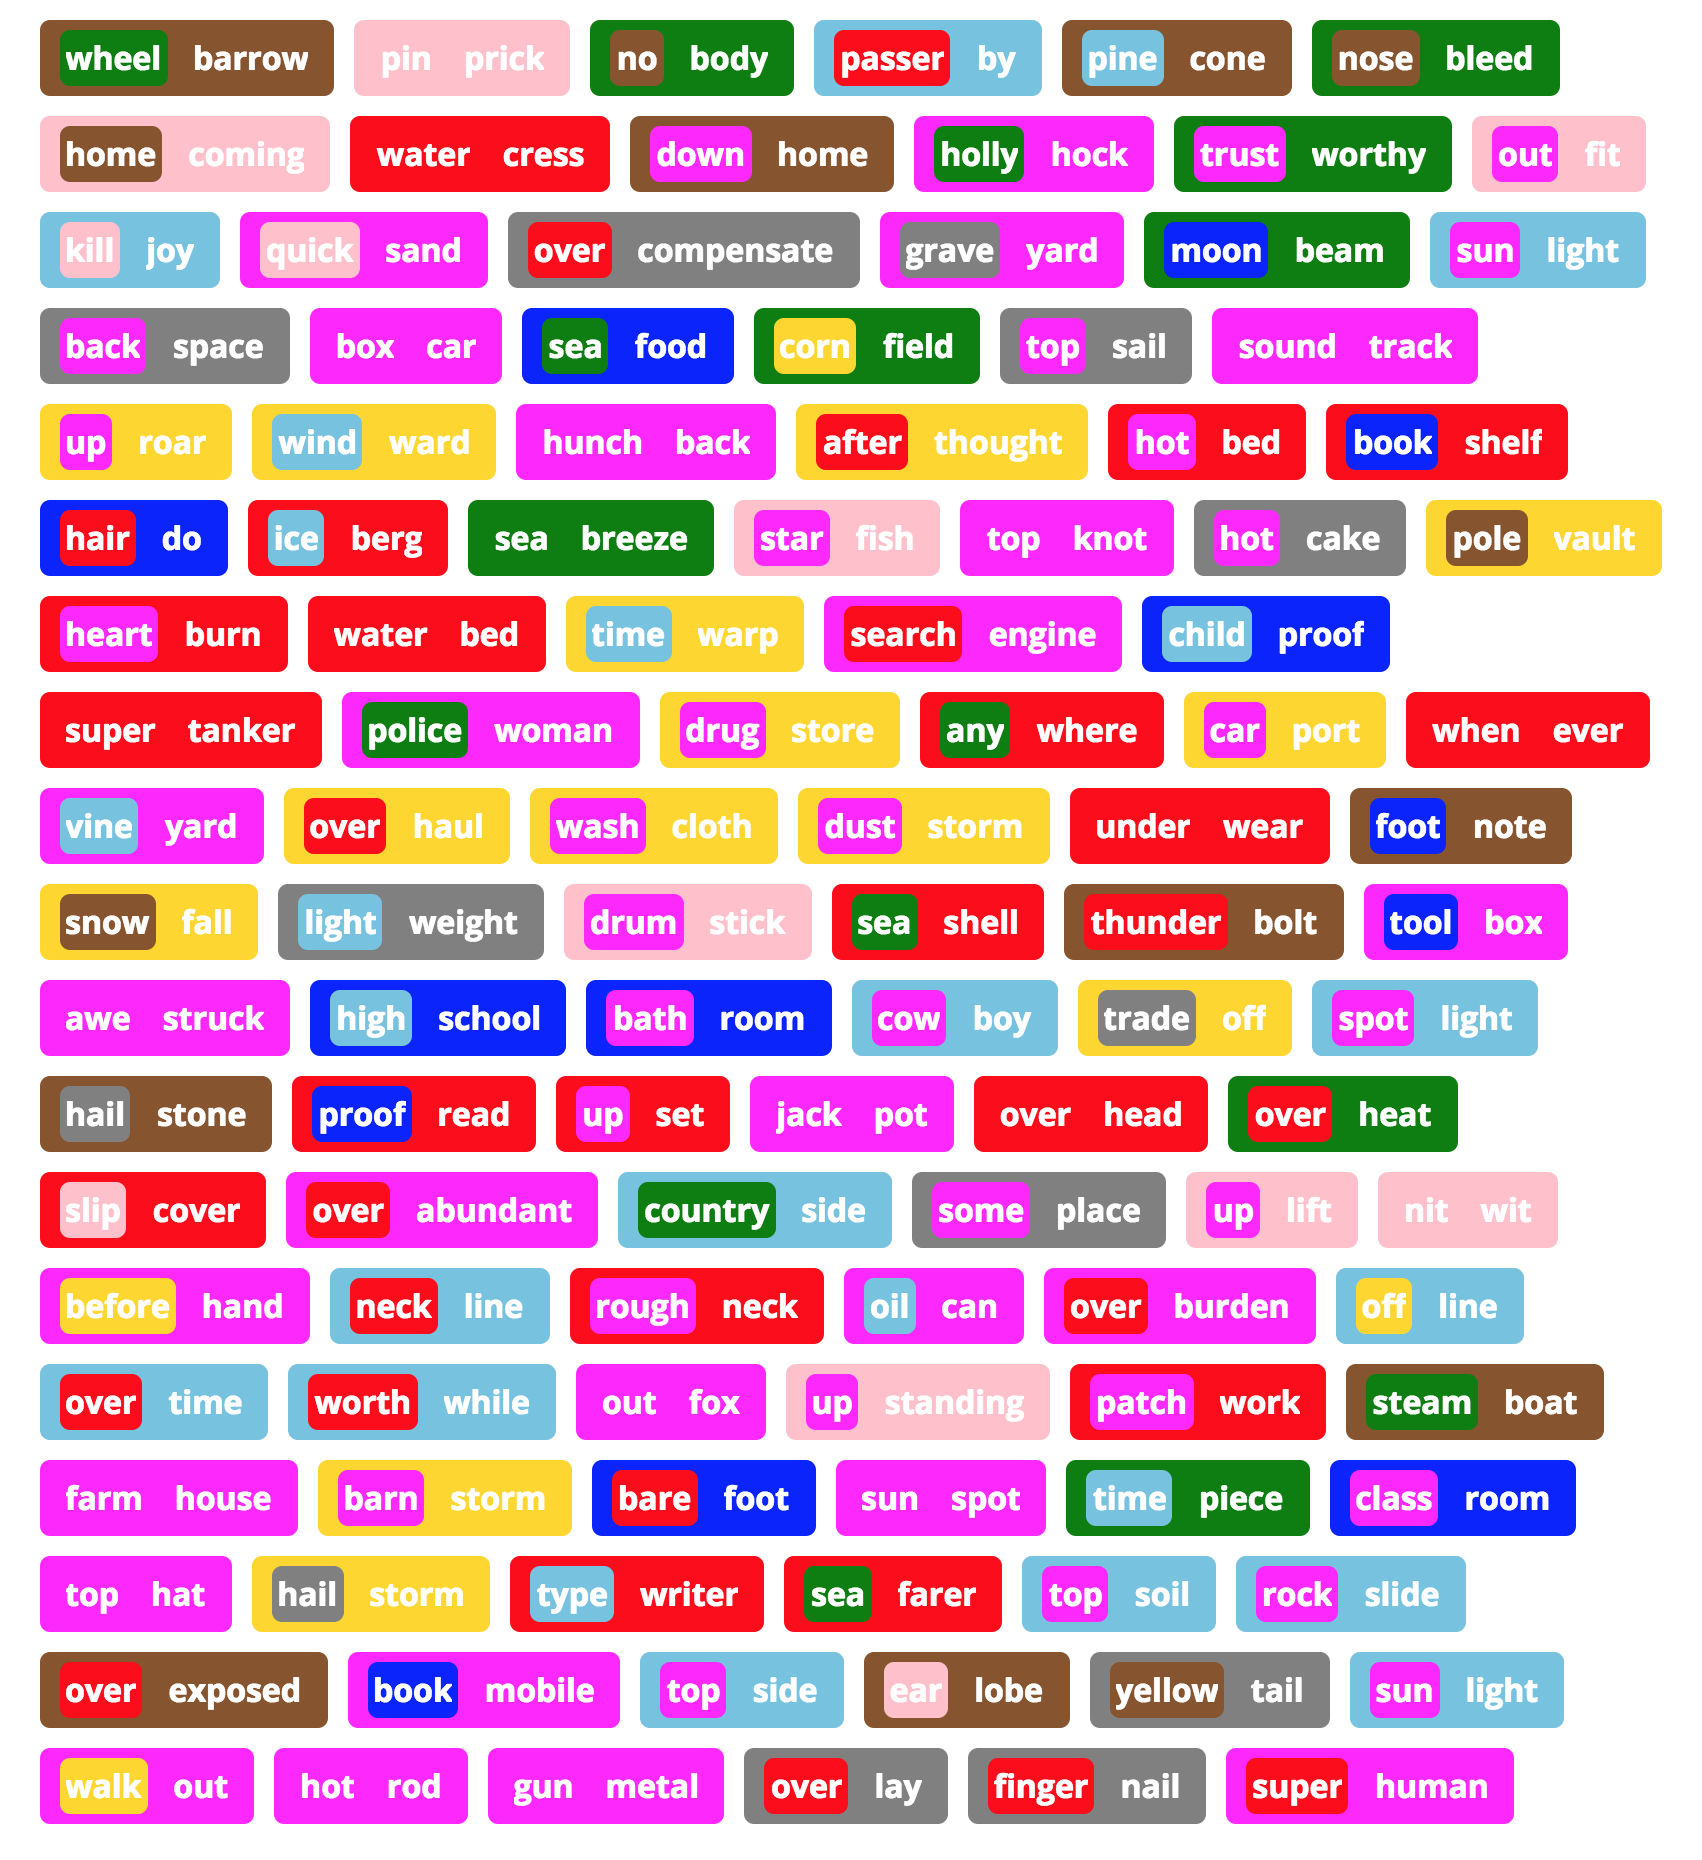 wheel barrow pin prick no body passer by pine cone nose bleed
home coming water cress down home holly hock trust worthy out fit
kill joy quick sand over compensate grave yard moon beam sun light
back space box car sea food corn field top sail sound track
up roar wind ward hunch back after thought hot bed book shelf
hair do ice berg sea breeze star fish top knot hot cake pole vault
heart burn water bed time warp search engine child proof
super tanker police woman drug store any where car port when ever
vine yard over haul wash cloth dust storm under wear foot note
snow fall light weight drum stick sea shell thunder bolt tool box
awe struck high school bath room cow boy trade off spot light
hail stone proof read up set jack pot over head over heat
slip cover over abundant country side some place up lift nit wit
before hand neck line rough neck oil can over burden off line
over time worth while out fox up standing patch work steam boat
farm house barn storm bare foot sun spot time piece class room
top hat hail storm type writer sea farer top soil rock slide
over exposed book mobile top side ear lobe yellow tail sun light
walk out hot rod gun metal over lay finger nail super human